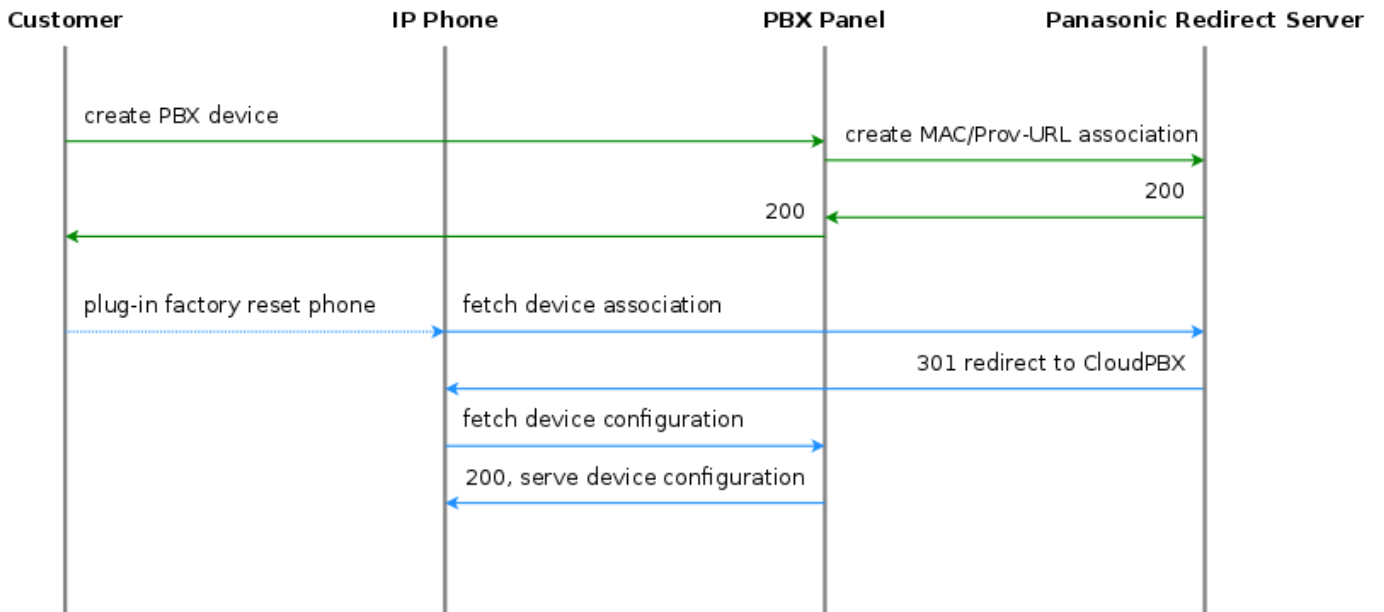 Customer
IP Phone
PBX Panel
Panasonic Redirect Server
create PBX device
create MAC/Prov-URL association
200
200
plug-in factory reset phone
fetch device association
301 redirect to CloudPBX
fetch device configuration
200, serve device configuration